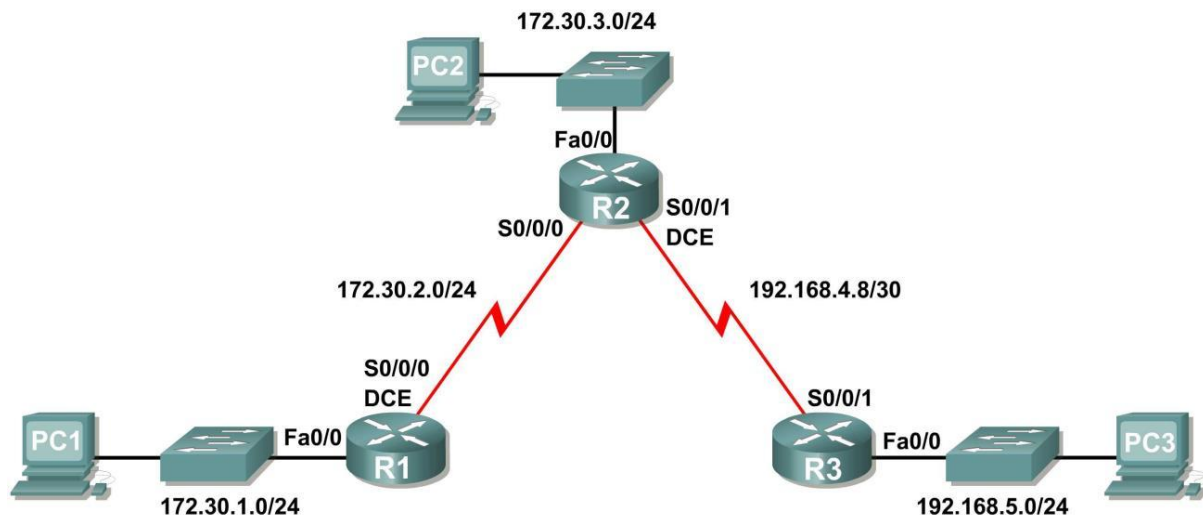 172.30.3.0/24
PC2
Fa0/0
R2
S0/0/0
S0/0/1
DCE
172.30.2.0/24
192.168.4.8/30
S0/0/0
DCE
S0/0/1
PC1
Fa0/0
R1
R3
Fa0/0
PC3
172.30.1.0/24
192.168.5.0/24